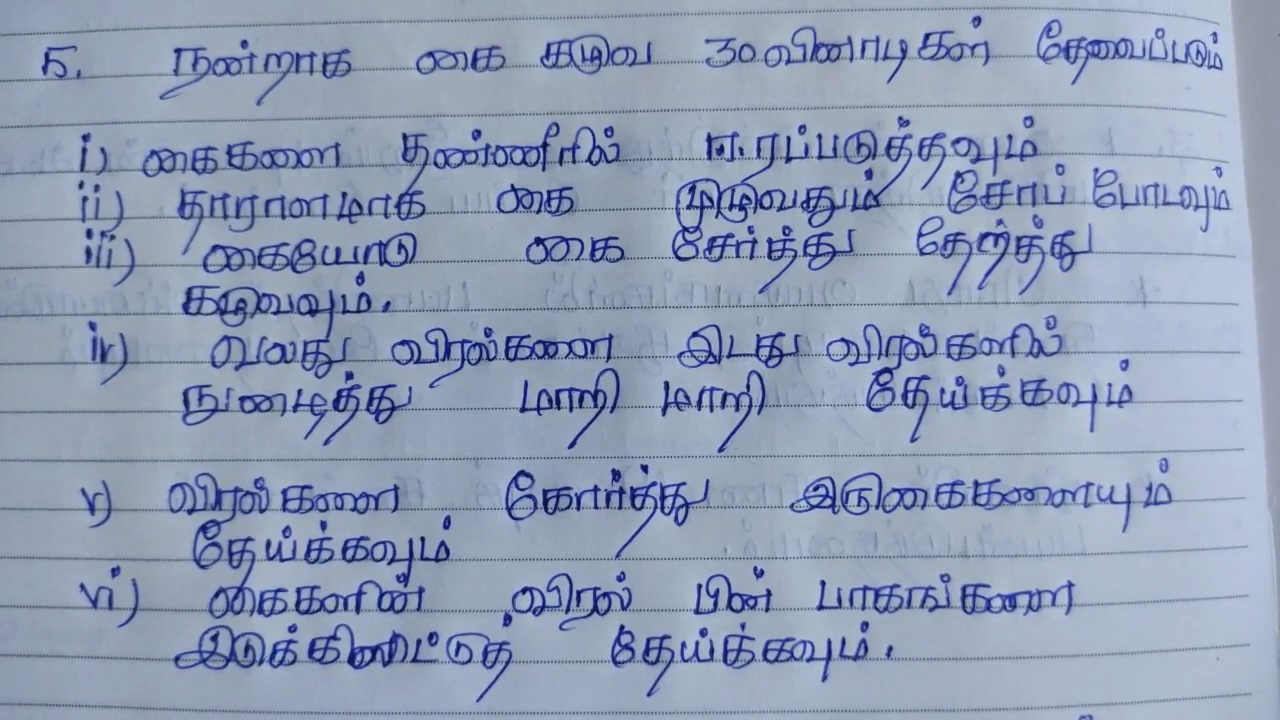 5. நன்றாக கை கழுவ 30 வினாடிகள் தேவைப்படும்
i) கைகளை தண்ணீரில் ஈரப்படுத்தவும்
ii) தாராளமாக கை முழுவதும் சோப் போடவும்
iii) கையோடு கை சேர்த்து தேர்த்து
கழுவவும்.
iv) வலது விரல்களை இடது விரல்களில்
நுழைத்து மாறி மாறி தேய்க்கவும்
v) விரல்களை கோர்த்து இடுகைகளையும்
தேய்க்கவும்
vi) கைகளின் விரல் பின் பாகங்களை
தேய்க்கவும்.